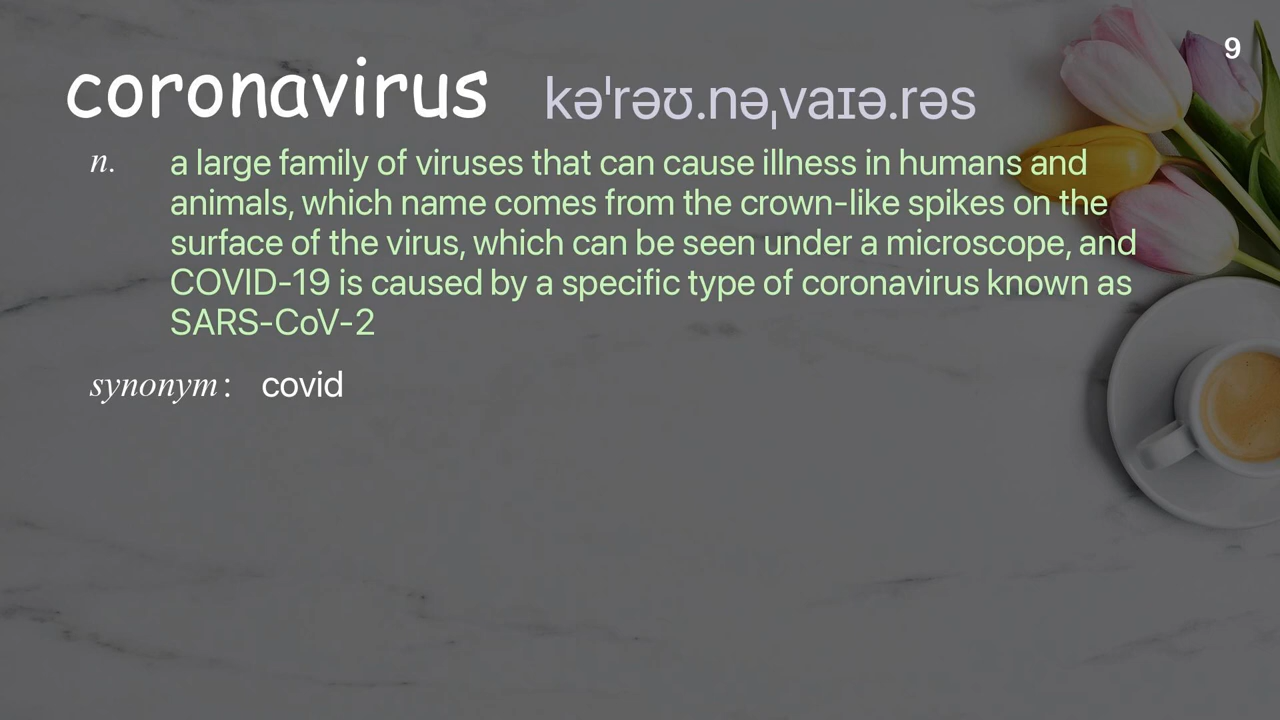 9
coronavirus kəˈrəʊ.nəˌvaɪə.rəs
n. a large family of viruses that can cause illness in humans and
animals, which name comes from the crown-like spikes on the
surface of the virus, which can be seen under a microscope, and
COVID-19 is caused by a specific type of coronavirus known as
SARS-CoV-2
synonym: covid